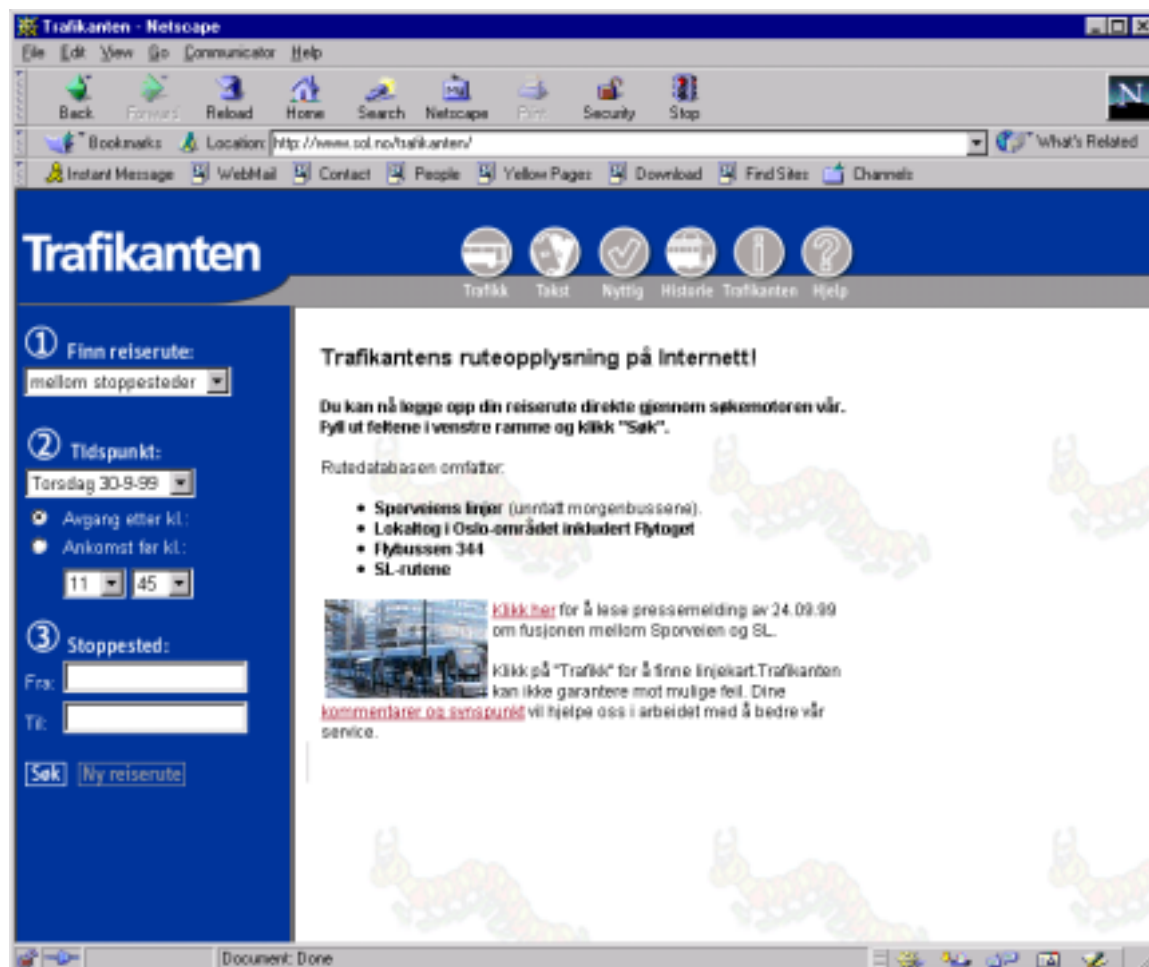 Trafikanten - Netscape
File Edit View Go Communicator Help
Back Forward Reload Home Search Netscape Print Security Stop
Bookmarks Location: http://www.sol.no/trafikanten/ What's Related
Instant Message WebMail Contact People Yellow Pages Download Find Sites Channels
Trafikanten
Trafikk Takst Nyttig Historie Trafikanten Hjelp
1 Finn reiserute:
mellom stoppesteder
2 Tidspunkt:
Torsdag 30-9-99
Avgang etter kl.:
Ankomst før kl.:
11 45
3 Stoppested:
Fra:
Til:
Søk Ny reiserute
Trafikantens ruteopplysning på Internett!
Du kan nå legge opp din reiserute direkte gjennom søkemotoren vår.
Fyll ut feltene i venstre ramme og klikk "Søk".
Rutedatabasen omfatter:
• Sporveiens linjer (unntatt morgenbussene).
• Lokaltog i Oslo-området inkludert Flytoget
• Flybussen 344
• SL-rutene
Klikk her for å lese pressemelding av 24.09.99
om fusjonen mellom Sporveien og SL.
Klikk på "Trafikk" for å finne linjekart.Trafikanten
kan ikke garantere mot mulige feil. Dine
kommentarer og synspunkt vil hjelpe oss i arbeidet med å bedre vår
service.
Document: Done